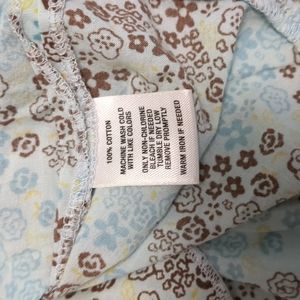 100% COTTON
MACHINE WASH COLD
WITH LIKE COLORS
ONLY NON-CHLORINE
BLEACH IF NEEDED
TUMBLE DRY LOW
REMOVE PROMPTLY
WARM IRON IF NEEDED